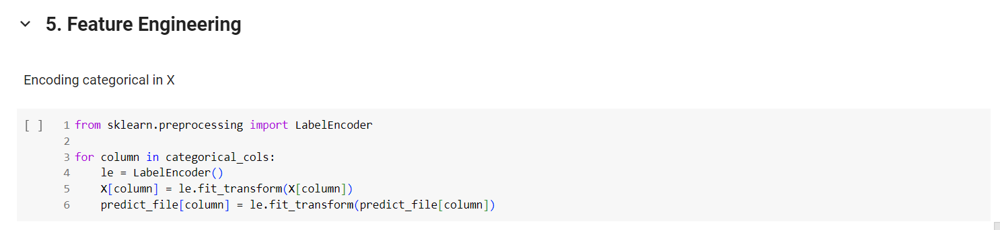 5. Feature Engineering
Encoding categorical in X
[ ] 1 from sklearn.preprocessing import LabelEncoder
2
3 for column in categorical_cols:
4     le = LabelEncoder()
5     X[column] = le.fit_transform(X[column])
6     predict_file[column] = le.fit_transform(predict_file[column])